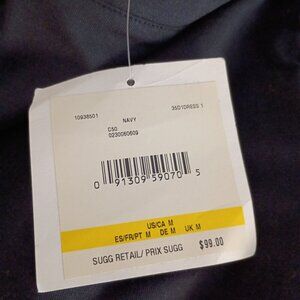 10938501 NAVY 35D1DRESS 1
C50
0230060609
0 91309 59070 5
US/CA M
ES/FR/PT M DE M UK M
SUGG RETAIL/ PRIX SUGG $99.00